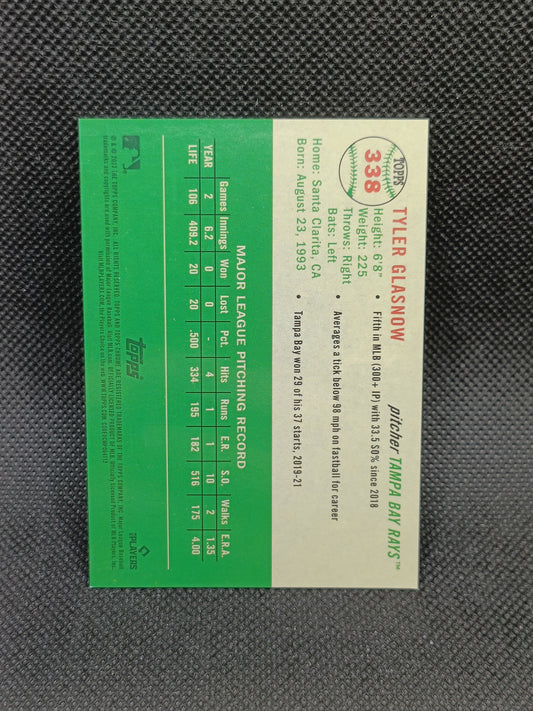 TOPPS
338
TYLER GLASNOW
pitcher TAMPA BAY RAYS™
Height: 6'8"
Weight: 225
Throws: Right
Bats: Left
Home: Santa Clarita, CA
Born: August 23, 1993
• Fifth in MLB (300+ IP) with 33.5 SO% since 2018
• Averages a tick below 98 mph on fastball for career
• Tampa Bay won 29 of his 37 starts, 2019-21
MAJOR LEAGUE PITCHING RECORD
Games Innings Won Lost Pct. Hits Runs E.R. S.O. Walks E.R.A.
YEAR 2 6.2 0 0 - 4 1 1 10 2 1.35
LIFE 106 409.2 20 20 .500 334 195 182 516 175 4.00
topps
PLAYERS